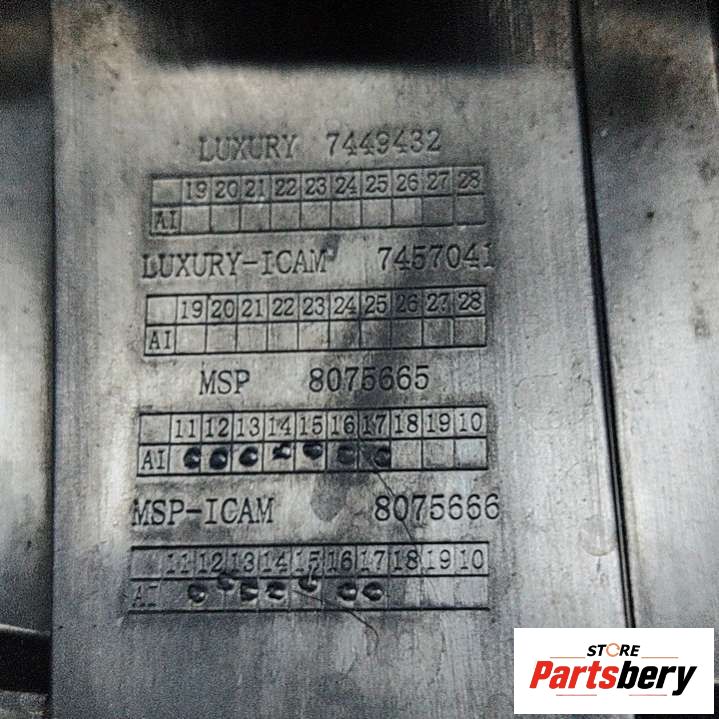 LUXURY 7449432
19 20 21 22 23 24 25 26 27 28
AI
LUXURY-ICAM 7457041
19 20 21 22 23 24 25 26 27 28
AI
MSP 8075665
11 12 13 14 15 16 17 18 19 10
AI
MSP-ICAM 8075666
11 12 13 14 15 16 17 18 19 10
AI
STORE
Partsbery